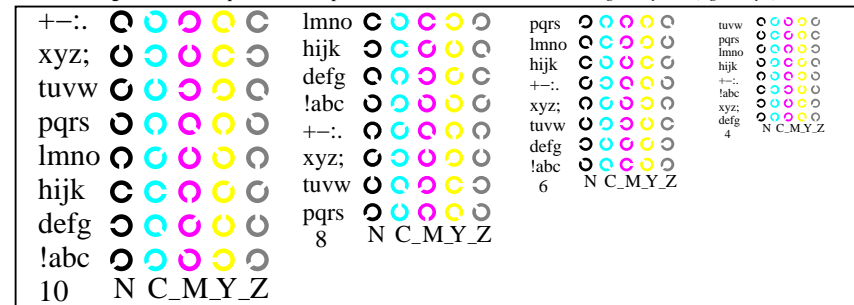 +−:.
xyz;
tuvw
pqrs
lmno
hijk
defg
!abc
10 N C_M_Y_Z
lmno
hijk
defg
!abc
+−:.
xyz;
tuvw
pqrs
8 N C_M_Y_Z
pqrs
lmno
hijk
+−:.
xyz;
tuvw
defg
!abc
6 N C_M_Y_Z
tuvw
pqrs
lmno
hijk
+−:.
!abc
xyz;
defg
4 N C_M_Y_Z